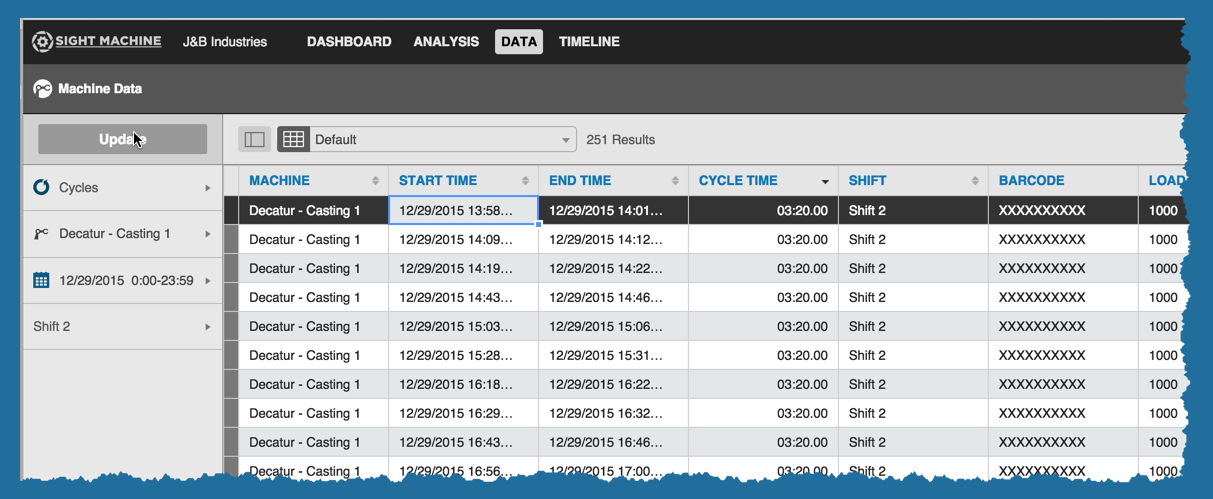 SIGHT MACHINE J&B Industries DASHBOARD ANALYSIS DATA TIMELINE
Machine Data
Update Default 251 Results
Cycles
Decatur - Casting 1
12/29/2015 0:00-23:59
Shift 2
MACHINE START TIME END TIME CYCLE TIME SHIFT BARCODE LOAD
Decatur - Casting 1 12/29/2015 13:58... 12/29/2015 14:01... 03:20.00 Shift 2 XXXXXXXXXX 1000
Decatur - Casting 1 12/29/2015 14:09... 12/29/2015 14:12... 03:20.00 Shift 2 XXXXXXXXXX 1000
Decatur - Casting 1 12/29/2015 14:19... 12/29/2015 14:22... 03:20.00 Shift 2 XXXXXXXXXX 1000
Decatur - Casting 1 12/29/2015 14:43... 12/29/2015 14:46... 03:20.00 Shift 2 XXXXXXXXXX 1000
Decatur - Casting 1 12/29/2015 15:03... 12/29/2015 15:06... 03:20.00 Shift 2 XXXXXXXXXX 1000
Decatur - Casting 1 12/29/2015 15:28... 12/29/2015 15:31... 03:20.00 Shift 2 XXXXXXXXXX 1000
Decatur - Casting 1 12/29/2015 16:18... 12/29/2015 16:22... 03:20.00 Shift 2 XXXXXXXXXX 1000
Decatur - Casting 1 12/29/2015 16:29... 12/29/2015 16:32... 03:20.00 Shift 2 XXXXXXXXXX 1000
Decatur - Casting 1 12/29/2015 16:43... 12/29/2015 16:46... 03:20.00 Shift 2 XXXXXXXXXX 1000
Decatur - Casting 1 12/29/2015 16:56... 12/29/2015 17:00... 03:20.00 Shift 2 XXXXXXXXXX 1000